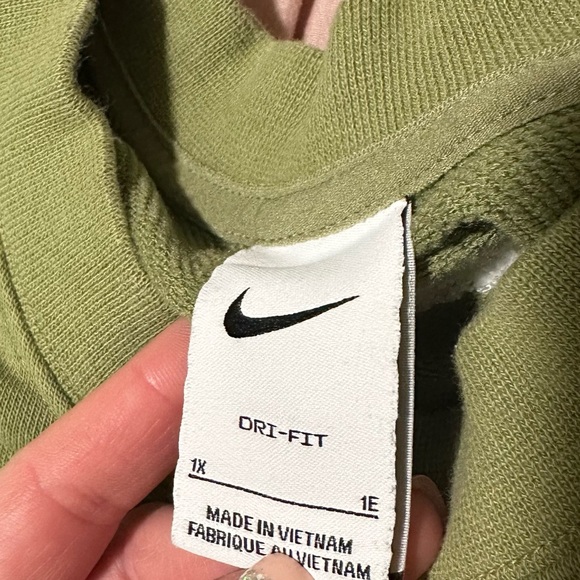 DRI-FIT
1X 1E
MADE IN VIETNAM
FABRIQUE AU VIETNAM